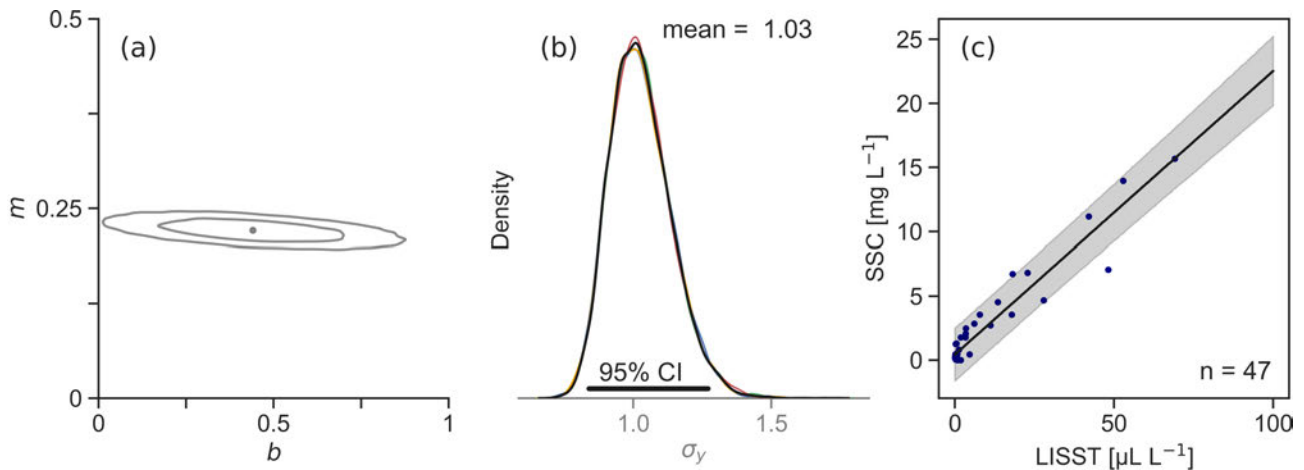 (a)
0.5
0.25
0
m
0
0.5
1
b
(b)
mean = 1.03
Density
95% CI
1.0
1.5
σy
(c)
25
20
15
10
5
0
SSC [mg L−1]
n = 47
0
50
100
LISST [µL L−1]